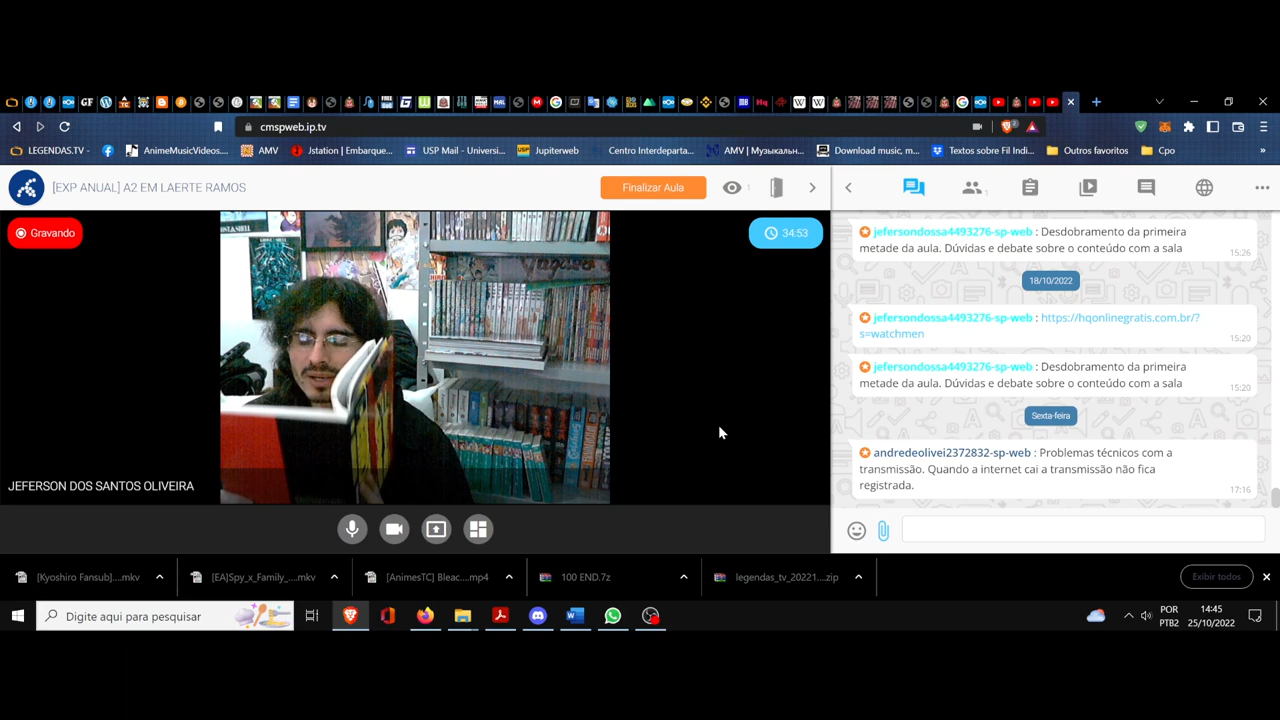 cmspweb.ip.tv
LEGENDAS.TV -
AnimeMusicVideos...
AMV
Jstation | Embarque...
USP Mail - Universi...
Jupiterweb
Centro Interdeparta...
AMV | Музыкальн...
Download music, m...
Textos sobre Fil Indi...
Outros favoritos
Cpo
»
[EXP ANUAL] A2 EM LAERTE RAMOS
Finalizar Aula
1
1
Gravando
34:53
JEFERSON DOS SANTOS OLIVEIRA
jefersondossa4493276-sp-web : Desdobramento da primeira
metade da aula. Dúvidas e debate sobre o conteúdo com a sala
15:26
18/10/2022
jefersondossa4493276-sp-web : https://hqonlinegratis.com.br/?
s=watchmen
15:20
jefersondossa4493276-sp-web : Desdobramento da primeira
metade da aula. Dúvidas e debate sobre o conteúdo com a sala
15:20
Sexta-feira
andredeolivei2372832-sp-web : Problemas técnicos com a
transmissão. Quando a internet cai a transmissão não fica
registrada.
17:16
[Kyoshiro Fansub]....mkv
[EA]Spy_x_Family_....mkv
[AnimesTC] Bleac....mp4
100 END.7z
legendas_tv_20221....zip
Exibir todos
Digite aqui para pesquisar
POR
PTB2
14:45
25/10/2022